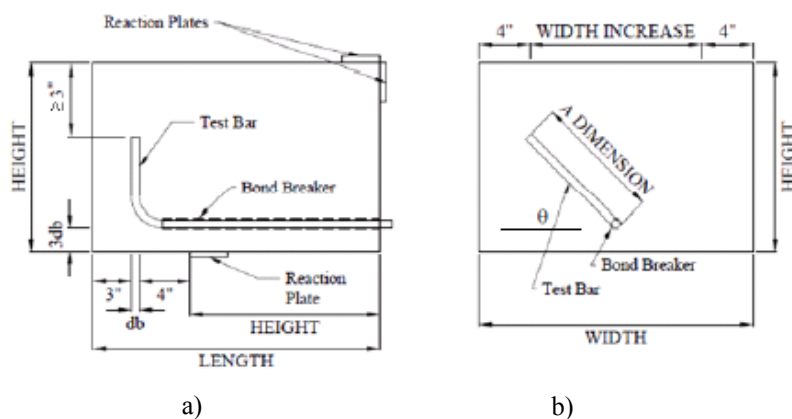 Reaction Plates
HEIGHT
≥3"
Test Bar
Bond Breaker
3db
3"
4"
db
Reaction
Plate
HEIGHT
LENGTH
a)
4"
WIDTH INCREASE
4"
A DIMENSION
HEIGHT
θ
Bond Breaker
Test Bar
WIDTH
b)